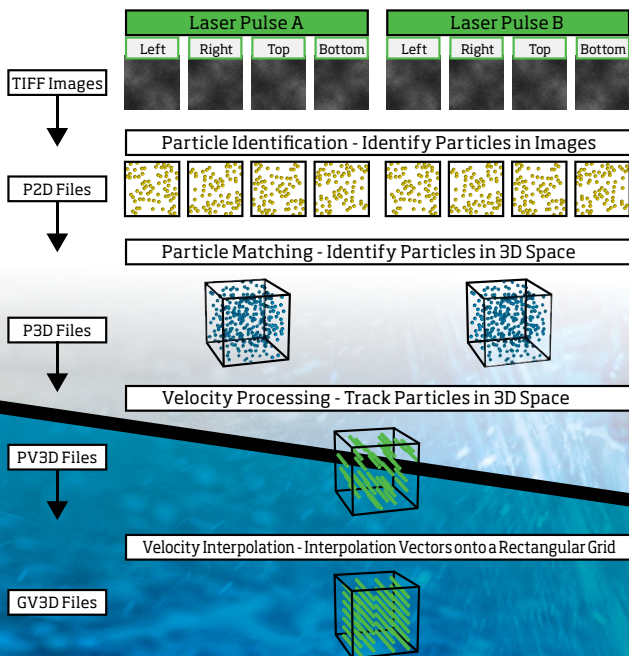 Laser Pulse A
Laser Pulse B
Left
Right
Top
Bottom
Left
Right
Top
Bottom
TIFF Images
Particle Identification - Identify Particles in Images
P2D Files
Particle Matching - Identify Particles in 3D Space
P3D Files
Velocity Processing - Track Particles in 3D Space
PV3D Files
Velocity Interpolation - Interpolation Vectors onto a Rectangular Grid
GV3D Files